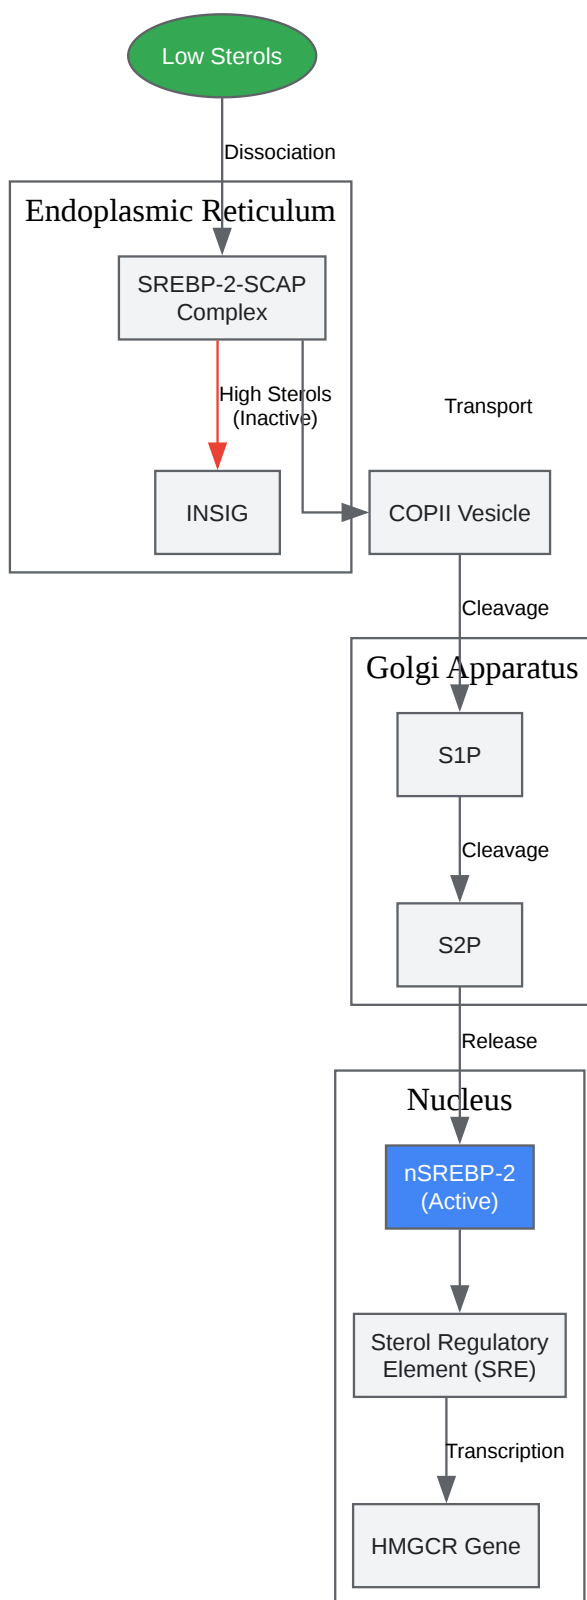 Low Sterols
Dissociation
Endoplasmic Reticulum
SREBP-2-SCAP
Complex
High Sterols
(Inactive)
Transport
INSIG
COPII Vesicle
Cleavage
Golgi Apparatus
S1P
Cleavage
S2P
Release
Nucleus
nSREBP-2
(Active)
Sterol Regulatory
Element (SRE)
Transcription
HMGCR Gene